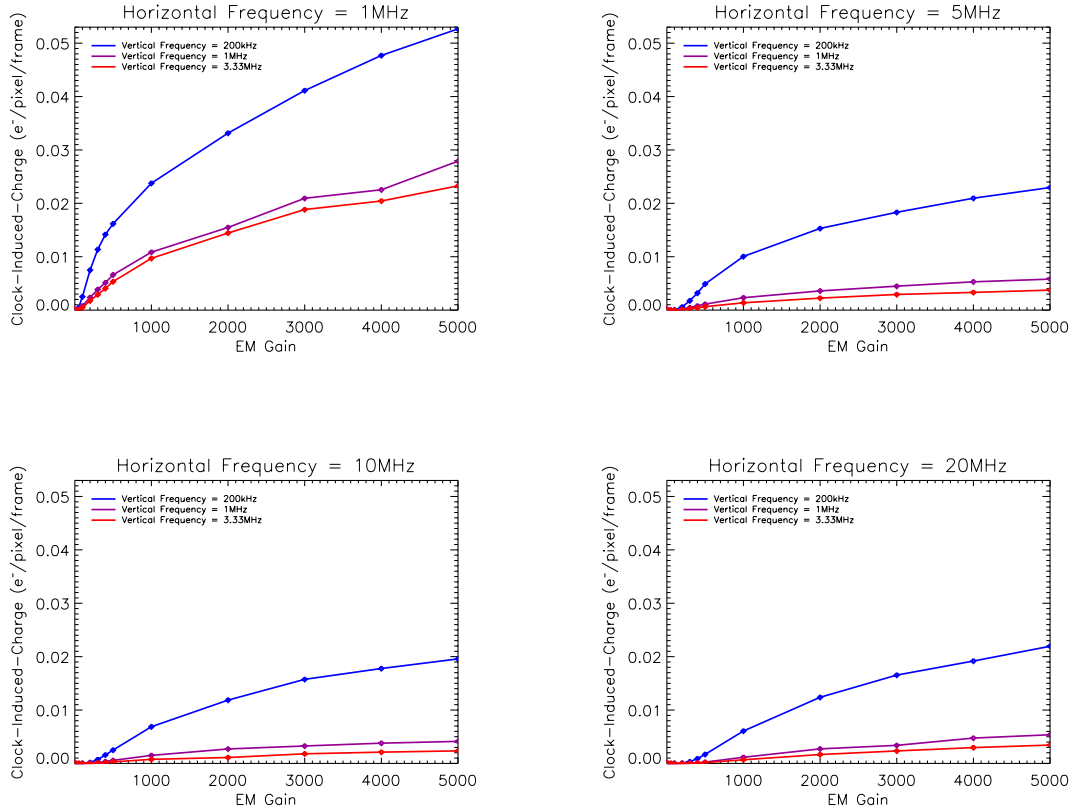 Horizontal Frequency = 1MHz
Clock-Induced-Charge (e⁻/pixel/frame)
0.05
0.04
0.03
0.02
0.01
0.00
Vertical Frequency = 200kHz
Vertical Frequency = 1MHz
Vertical Frequency = 3.33MHz
1000 2000 3000 4000 5000
EM Gain
Horizontal Frequency = 5MHz
Clock-Induced-Charge (e⁻/pixel/frame)
0.05
0.04
0.03
0.02
0.01
0.00
Vertical Frequency = 200kHz
Vertical Frequency = 1MHz
Vertical Frequency = 3.33MHz
1000 2000 3000 4000 5000
EM Gain
Horizontal Frequency = 10MHz
Clock-Induced-Charge (e⁻/pixel/frame)
0.05
0.04
0.03
0.02
0.01
0.00
Vertical Frequency = 200kHz
Vertical Frequency = 1MHz
Vertical Frequency = 3.33MHz
1000 2000 3000 4000 5000
EM Gain
Horizontal Frequency = 20MHz
Clock-Induced-Charge (e⁻/pixel/frame)
0.05
0.04
0.03
0.02
0.01
0.00
Vertical Frequency = 200kHz
Vertical Frequency = 1MHz
Vertical Frequency = 3.33MHz
1000 2000 3000 4000 5000
EM Gain